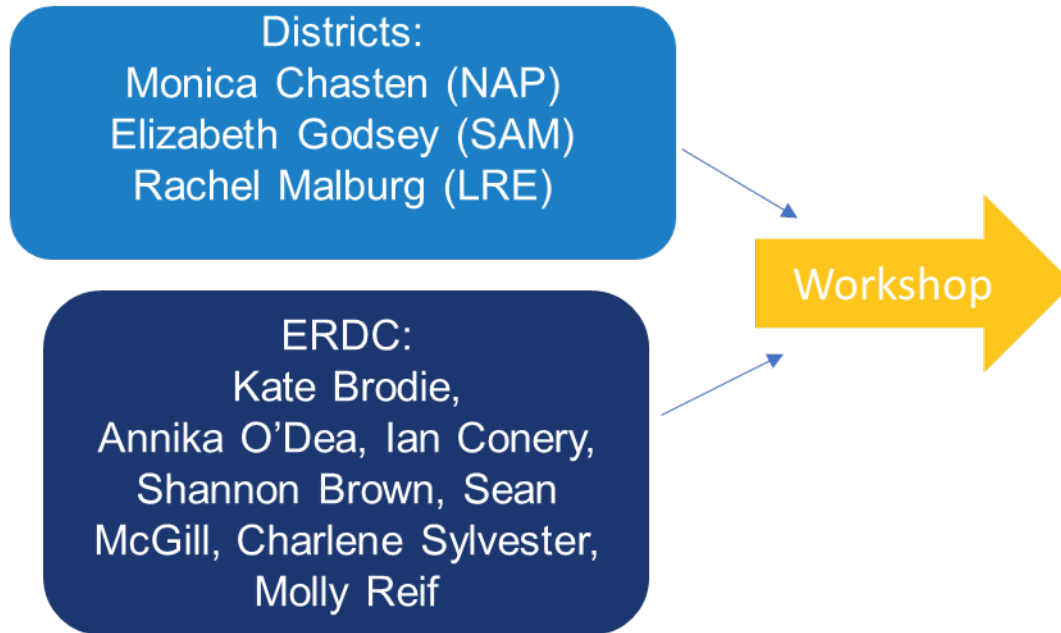 Districts:
Monica Chasten (NAP)
Elizabeth Godsey (SAM)
Rachel Malburg (LRE)
Workshop
ERDC:
Kate Brodie,
Annika O’Dea, Ian Conery,
Shannon Brown, Sean
McGill, Charlene Sylvester,
Molly Reif